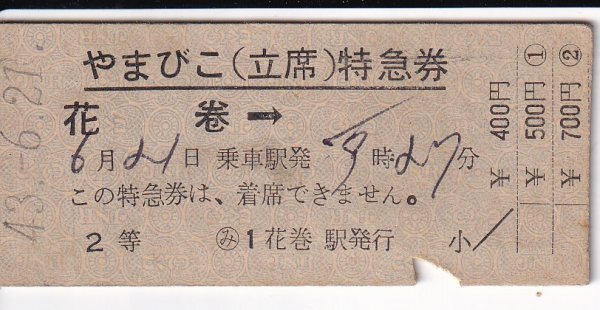 43.-6.21
やまびこ(立席)特急券
花巻→
6月21日 乗車駅発 9時27分
この特急券は、着席できません。
2等 ㋯1花巻駅発行 小
¥400円
¥500円①
¥700円②